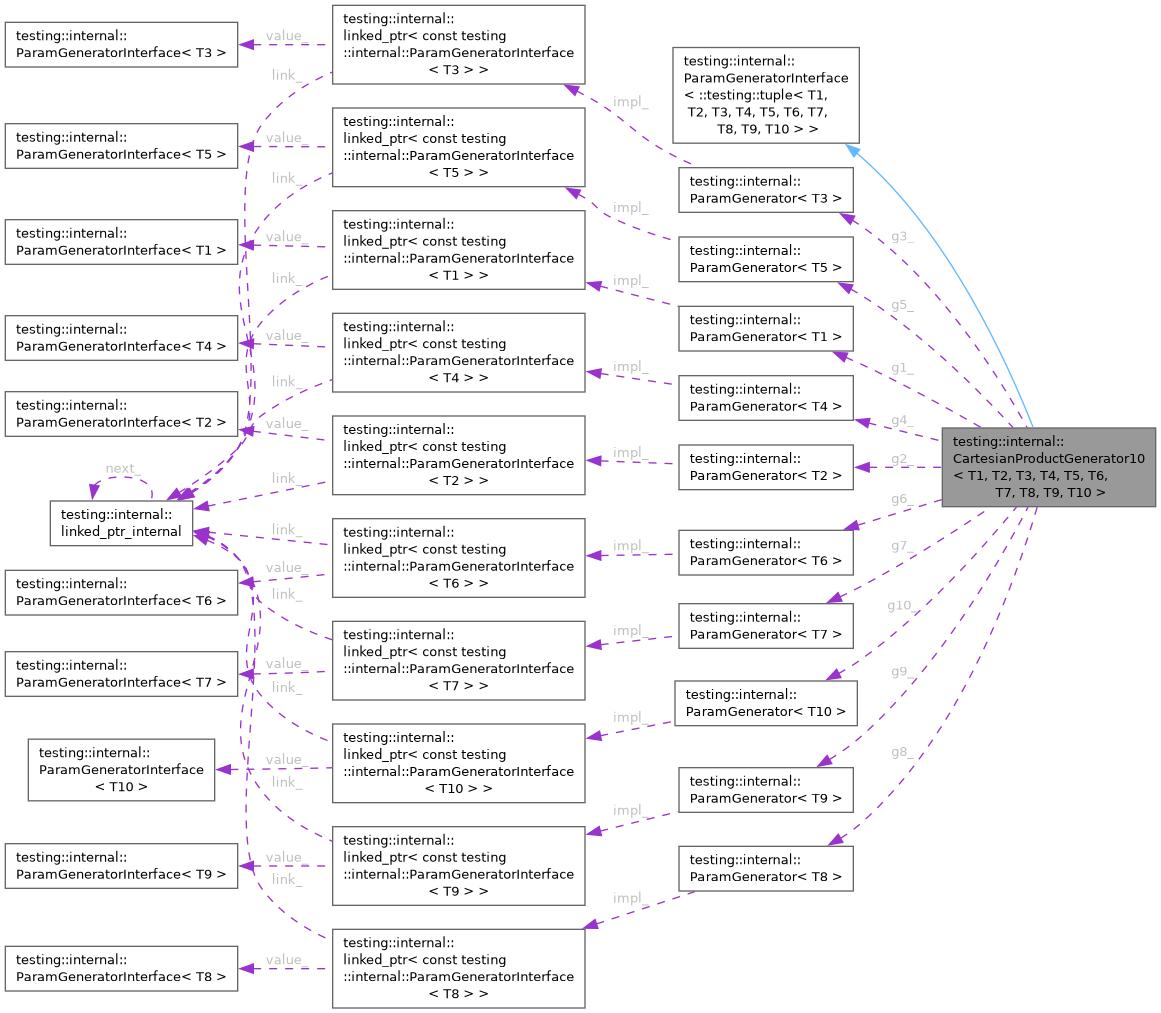 testing::internal::
ParamGeneratorInterface< T3 >
testing::internal::
ParamGeneratorInterface< T5 >
testing::internal::
ParamGeneratorInterface< T1 >
testing::internal::
ParamGeneratorInterface< T4 >
testing::internal::
ParamGeneratorInterface< T2 >
next_
testing::internal::
linked_ptr_internal
testing::internal::
ParamGeneratorInterface< T6 >
testing::internal::
ParamGeneratorInterface< T7 >
testing::internal::
ParamGeneratorInterface
< T10 >
testing::internal::
ParamGeneratorInterface< T9 >
testing::internal::
ParamGeneratorInterface< T8 >
value_
link_
value_
link_
value_
link_
value_
link_
value_
link_
link_
value_
link_
value_
link_
value_
link_
value_
link_
value_
testing::internal::
linked_ptr< const testing
::internal::ParamGeneratorInterface
< T3 > >
testing::internal::
linked_ptr< const testing
::internal::ParamGeneratorInterface
< T5 > >
testing::internal::
linked_ptr< const testing
::internal::ParamGeneratorInterface
< T1 > >
testing::internal::
linked_ptr< const testing
::internal::ParamGeneratorInterface
< T4 > >
testing::internal::
linked_ptr< const testing
::internal::ParamGeneratorInterface
< T2 > >
testing::internal::
linked_ptr< const testing
::internal::ParamGeneratorInterface
< T6 > >
testing::internal::
linked_ptr< const testing
::internal::ParamGeneratorInterface
< T7 > >
testing::internal::
linked_ptr< const testing
::internal::ParamGeneratorInterface
< T10 > >
testing::internal::
linked_ptr< const testing
::internal::ParamGeneratorInterface
< T9 > >
testing::internal::
linked_ptr< const testing
::internal::ParamGeneratorInterface
< T8 > >
impl_
impl_
impl_
impl_
impl_
impl_
impl_
impl_
impl_
impl_
testing::internal::
ParamGeneratorInterface
< ::testing::tuple< T1,
T2, T3, T4, T5, T6, T7,
T8, T9, T10 > >
testing::internal::
ParamGenerator< T3 >
testing::internal::
ParamGenerator< T5 >
testing::internal::
ParamGenerator< T1 >
testing::internal::
ParamGenerator< T4 >
testing::internal::
ParamGenerator< T2 >
testing::internal::
ParamGenerator< T6 >
testing::internal::
ParamGenerator< T7 >
testing::internal::
ParamGenerator< T10 >
testing::internal::
ParamGenerator< T9 >
testing::internal::
ParamGenerator< T8 >
g3_
g5_
g1_
g4_
g2_
g6_
g7_
g10_
g9_
g8_
testing::internal::
CartesianProductGenerator10
< T1, T2, T3, T4, T5, T6,
T7, T8, T9, T10 >